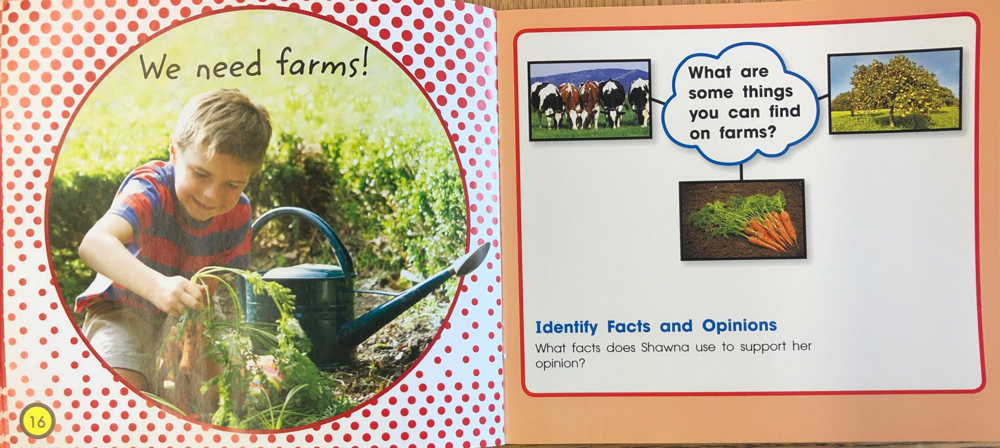 We need farms!
16
What are
some things
you can find
on farms?
Identify Facts and Opinions
What facts does Shawna use to support her
opinion?